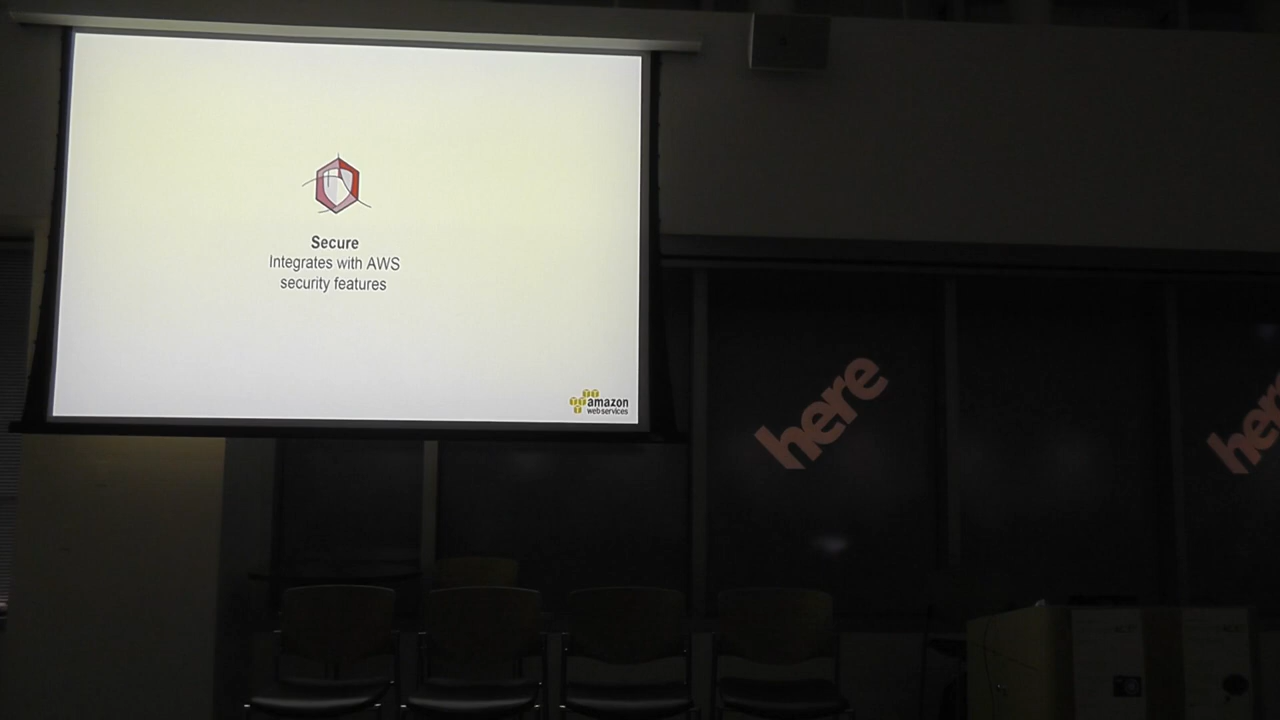 Secure
Integrates with AWS
security features
amazon
web services
here
here